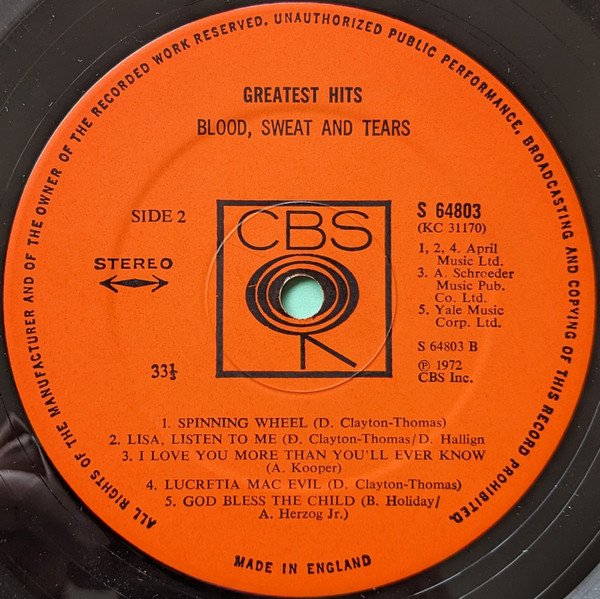 ALL RIGHTS OF THE MANUFACTURER AND OF THE OWNER OF THE RECORDED WORK RESERVED. UNAUTHORIZED PUBLIC PERFORMANCE, BROADCASTING AND COPYING OF THIS RECORD PROHIBITED.
GREATEST HITS
BLOOD, SWEAT AND TEARS
SIDE 2
STEREO
33⅓
CBS
S 64803
(KC 31170)
1, 2, 4. April
Music Ltd.
3. A. Schroeder
Music Pub.
Co. Ltd.
5. Yale Music
Corp. Ltd.
S 64803 B
℗ 1972
CBS Inc.
1. SPINNING WHEEL (D. Clayton-Thomas)
2. LISA, LISTEN TO ME (D. Clayton-Thomas/D. Hallign
3. I LOVE YOU MORE THAN YOU'LL EVER KNOW
(A. Kooper)
4. LUCRETIA MAC EVIL (D. Clayton-Thomas)
5. GOD BLESS THE CHILD (B. Holiday/
A. Herzog Jr.)
MADE IN ENGLAND